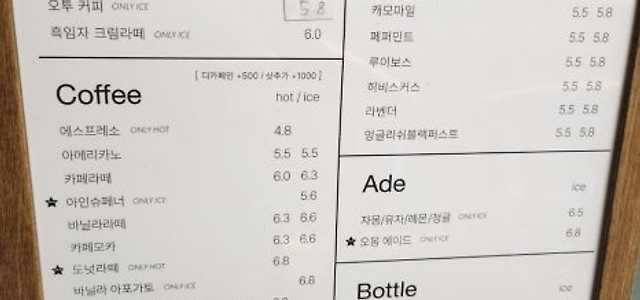 오투 커피 ONLY ICE 5.8
흑임자 크림라떼 ONLY ICE 6.0
[ 디카페인 +500 / 샷추가 +1000 ]
Coffee hot / ice
에스프레소 ONLY HOT 4.8
아메리카노 5.5 5.5
카페라떼 6.0 6.3
★ 아인슈페너 ONLY ICE 5.6
바닐라라떼 6.3 6.6
카페모카 6.3 6.6
★ 도넛라떼 ONLY HOT 6.8
바닐라 아포가토 ONLY ICE 6.8
캐모마일 5.5 5.8
페퍼민트 5.5 5.8
루이보스 5.5 5.8
히비스커스 5.5 5.8
라벤더 5.5 5.8
잉글리쉬블랙퍼스트 5.5 5.8
Ade ice
자몽/유자/레몬/청귤 ONLY ICE 6.5
★ 오뭉 에이드 ONLY ICE 6.8
Bottle ice